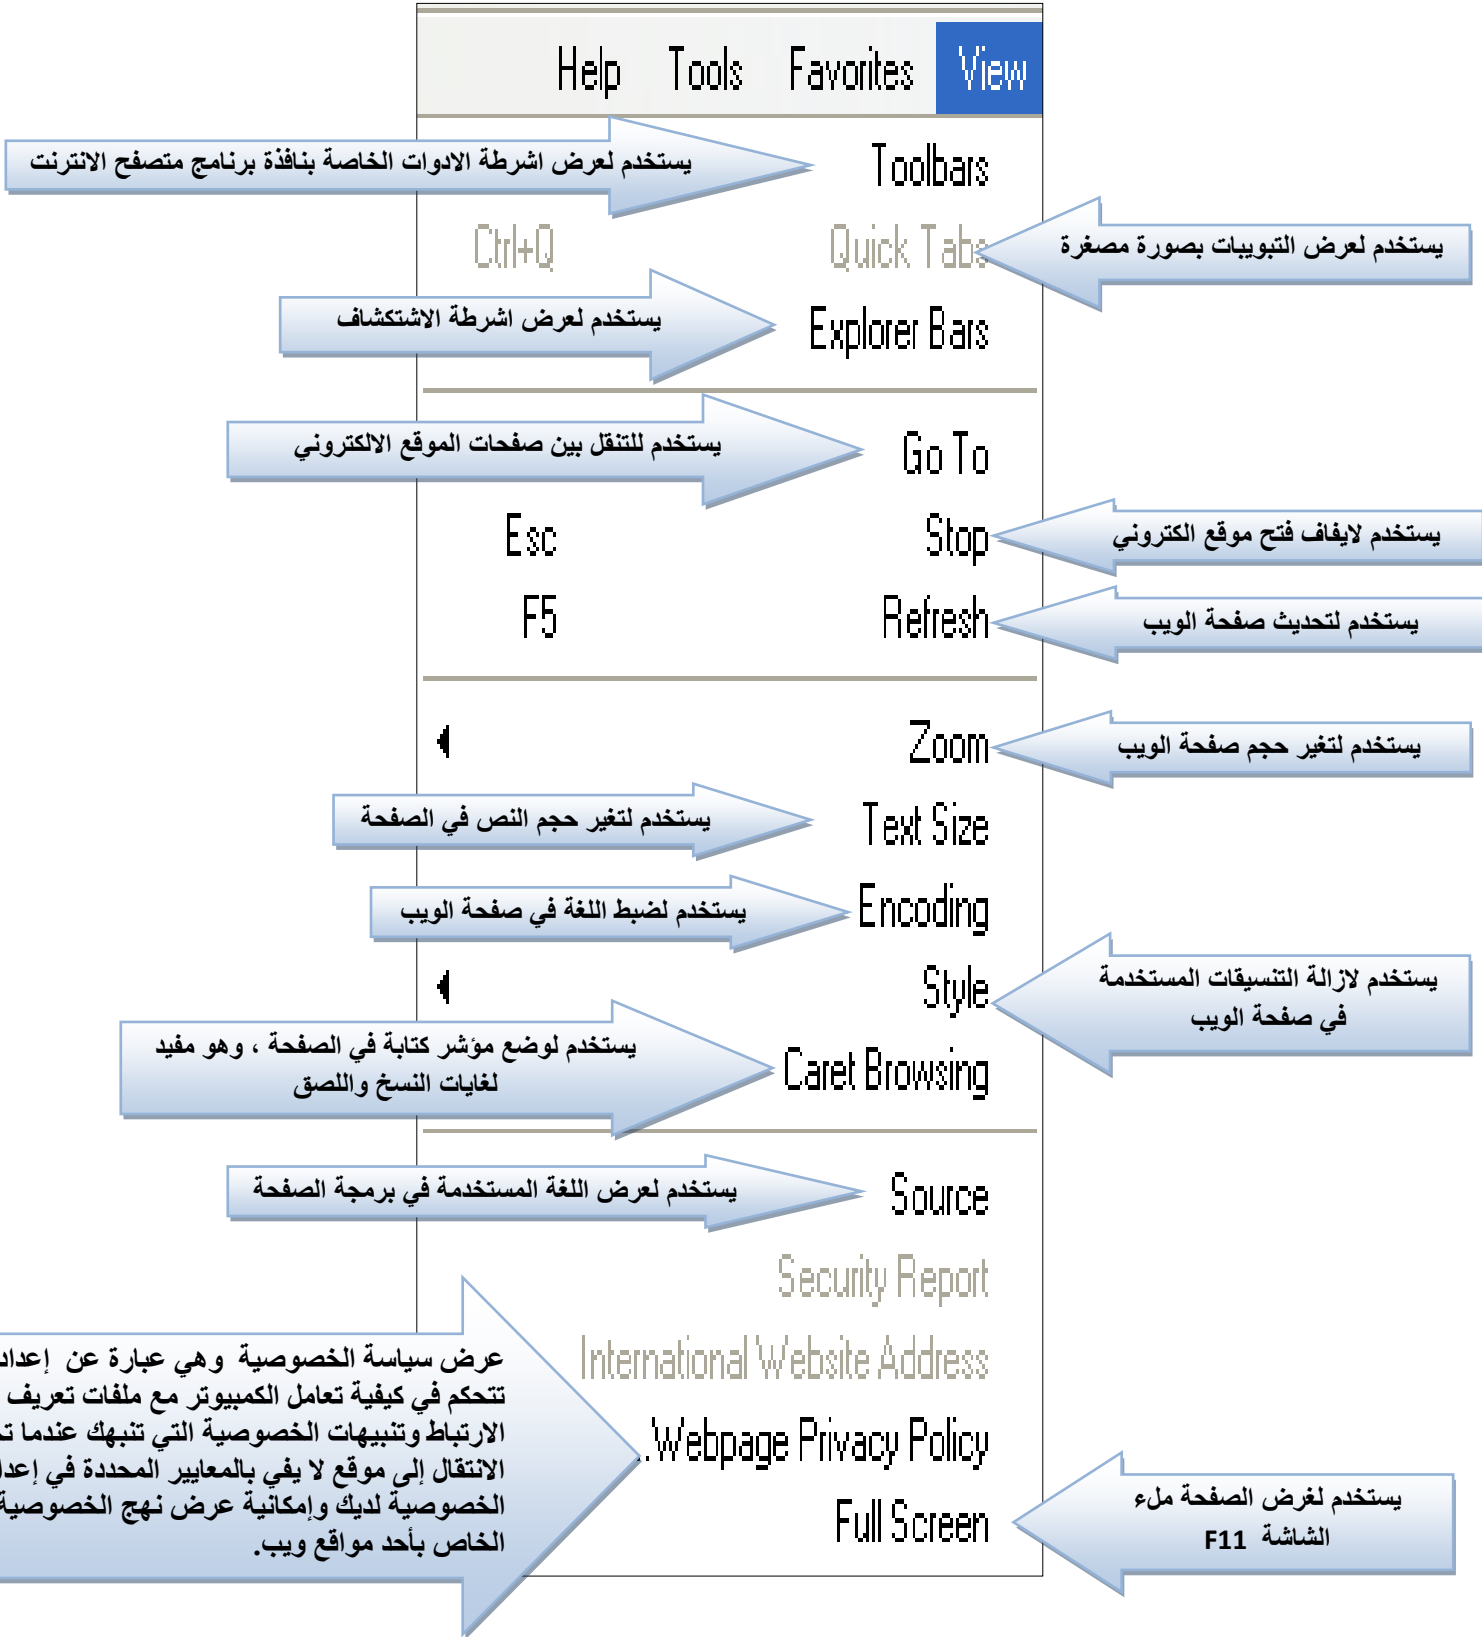 Help Tools Favorites View
يستخدم لعرض اشرطة الادوات الخاصة بنافذة برنامج متصفح الانترنت
Toolbars
Ctrl+Q
Quick Tabs
يستخدم لعرض التبويبات بصورة مصغرة
يستخدم لعرض اشرطة الاشتكشاف
Explorer Bars
يستخدم للتنقل بين صفحات الموقع الالكتروني
Go To
Esc
Stop
يستخدم لايفاف فتح موقع الكتروني
F5
Refresh
يستخدم لتحديث صفحة الويب
Zoom
يستخدم لتغير حجم صفحة الويب
يستخدم لتغير حجم النص في الصفحة
Text Size
يستخدم لضبط اللغة في صفحة الويب
Encoding
Style
يستخدم لازالة التنسيقات المستخدمة
في صفحة الويب
يستخدم لوضع مؤشر كتابة في الصفحة ، وهو مفيد
لغايات النسخ واللصق
Caret Browsing
يستخدم لعرض اللغة المستخدمة في برمجة الصفحة
Source
Security Report
International Website Address
عرض سياسة الخصوصية وهي عبارة عن
تتحكم في كيفية تعامل الكمبيوتر مع ملفات تعريف
الارتباط وتنبيهات الخصوصية التي تنبهك عندما
الانتقال إلى موقع لا يفي بالمعايير المحددة في
الخصوصية لديك وإمكانية عرض نهج الخصوصية
الخاص بأحد مواقع ويب.
.Webpage Privacy Policy
Full Screen
يستخدم لغرض الصفحة ملء
الشاشة F11